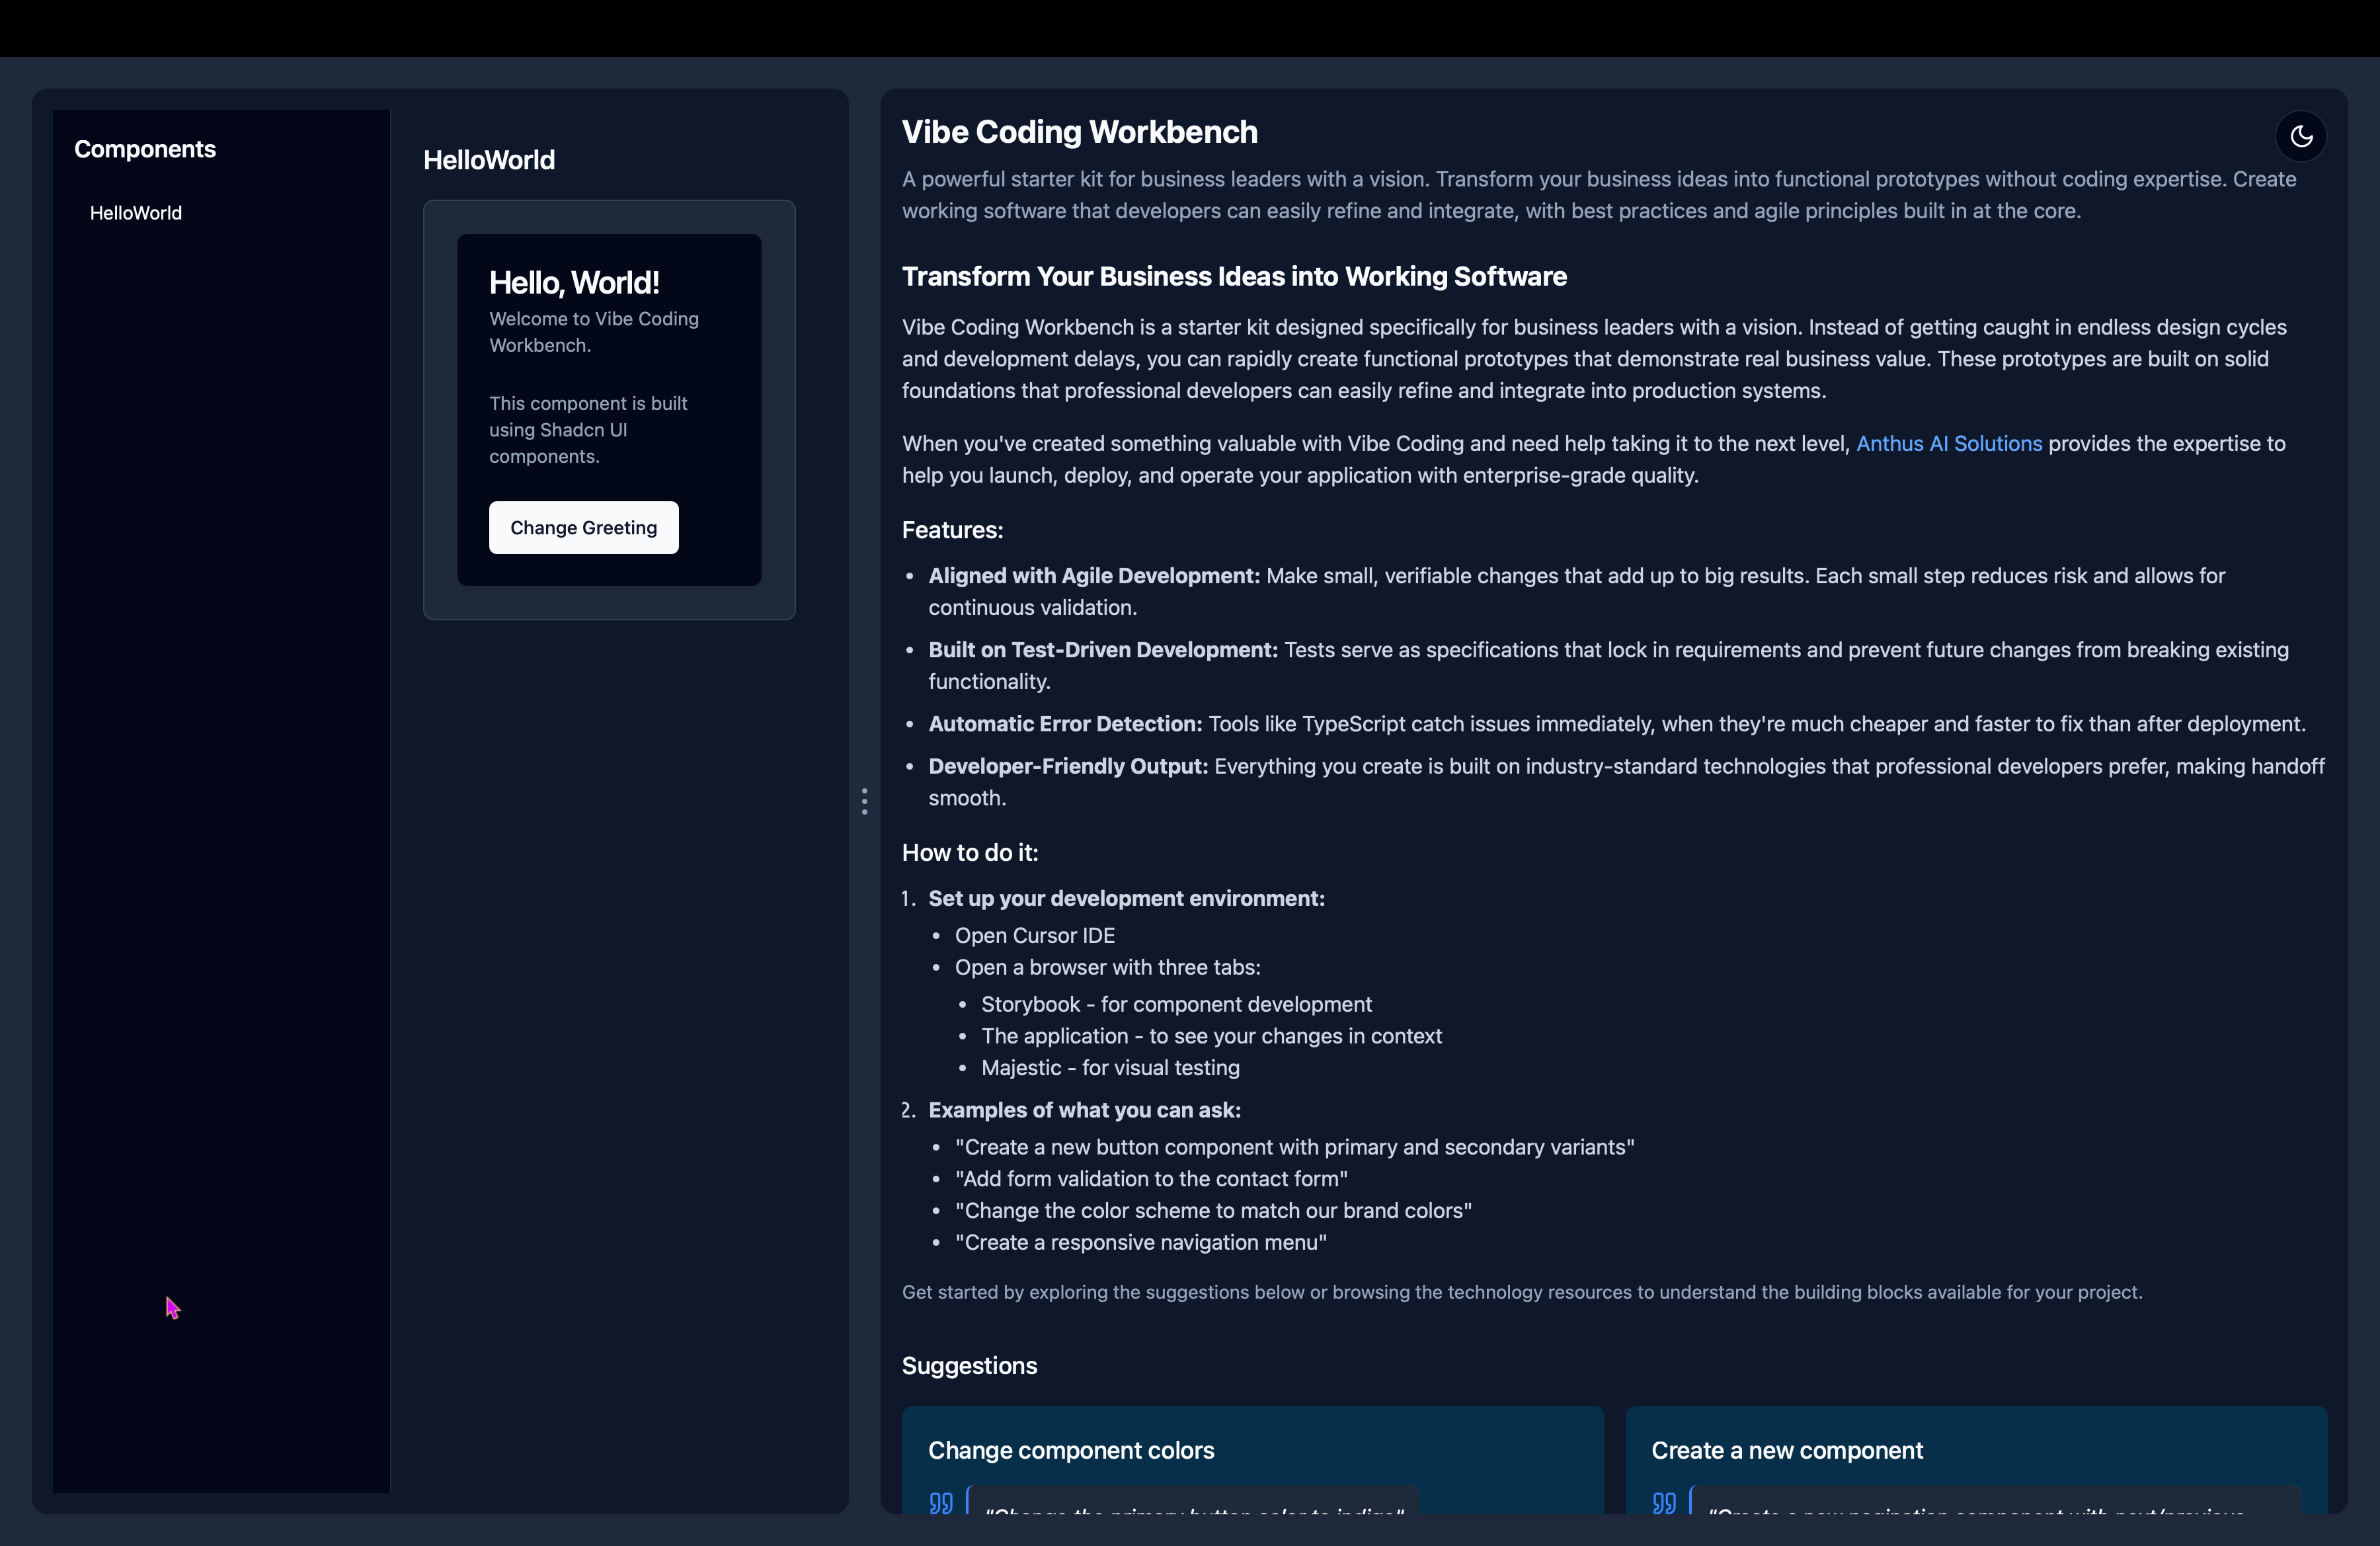 Components
HelloWorld
HelloWorld
Hello, World!
Welcome to Vibe Coding
Workbench.
This component is built
using Shadcn UI
components.
Change Greeting
Vibe Coding Workbench
A powerful starter kit for business leaders with a vision. Transform your business ideas into functional prototypes without coding expertise. Create
working software that developers can easily refine and integrate, with best practices and agile principles built in at the core.
Transform Your Business Ideas into Working Software
Vibe Coding Workbench is a starter kit designed specifically for business leaders with a vision. Instead of getting caught in endless design cycles
and development delays, you can rapidly create functional prototypes that demonstrate real business value. These prototypes are built on solid
foundations that professional developers can easily refine and integrate into production systems.
When you've created something valuable with Vibe Coding and need help taking it to the next level, Anthus AI Solutions provides the expertise to
help you launch, deploy, and operate your application with enterprise-grade quality.
Features:
• Aligned with Agile Development: Make small, verifiable changes that add up to big results. Each small step reduces risk and allows for
continuous validation.
• Built on Test-Driven Development: Tests serve as specifications that lock in requirements and prevent future changes from breaking existing
functionality.
• Automatic Error Detection: Tools like TypeScript catch issues immediately, when they're much cheaper and faster to fix than after deployment.
• Developer-Friendly Output: Everything you create is built on industry-standard technologies that professional developers prefer, making handoff
smooth.
How to do it:
1. Set up your development environment:
• Open Cursor IDE
• Open a browser with three tabs:
• Storybook - for component development
• The application - to see your changes in context
• Majestic - for visual testing
2. Examples of what you can ask:
• "Create a new button component with primary and secondary variants"
• "Add form validation to the contact form"
• "Change the color scheme to match our brand colors"
• "Create a responsive navigation menu"
Get started by exploring the suggestions below or browsing the technology resources to understand the building blocks available for your project.
Suggestions
Change component colors
"Change the primary button color to indigo"
Create a new component
"Create a new pagination component with next/previous